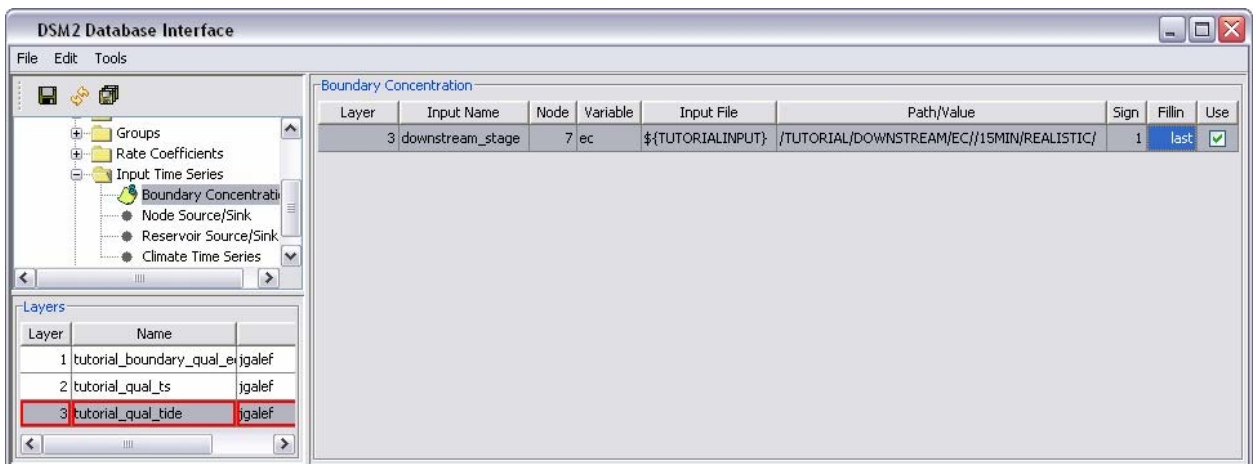 DSM2 Database Interface
File Edit Tools
Groups
Rate Coefficients
Input Time Series
Boundary Concentrati
Node Source/Sink
Reservoir Source/Sink
Climate Time Series
Layers
Layer Name
1 tutorial_boundary_qual_e jgalef
2 tutorial_qual_ts jgalef
3 tutorial_qual_tide jgalef
Boundary Concentration
Layer Input Name Node Variable Input File Path/Value Sign Fillin Use
3 downstream_stage 7 ec ${TUTORIALINPUT} /TUTORIAL/DOWNSTREAM/EC//15MIN/REALISTIC/ 1 last